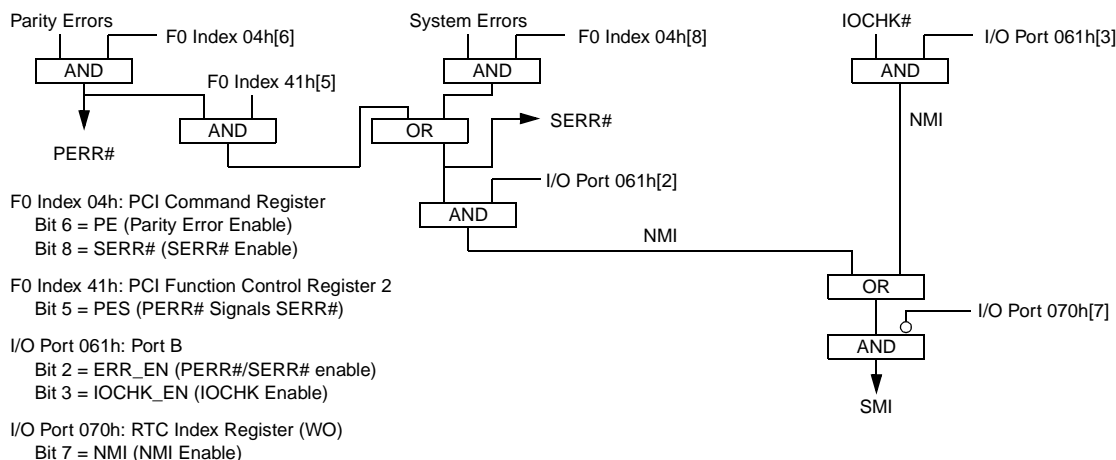 Parity Errors
F0 Index 04h[6]
AND
F0 Index 41h[5]
AND
PERR#
System Errors
F0 Index 04h[8]
AND
OR
SERR#
I/O Port 061h[2]
AND
NMI
IOCHK#
I/O Port 061h[3]
AND
NMI
OR
I/O Port 070h[7]
AND
SMI
F0 Index 04h: PCI Command Register
Bit 6 = PE (Parity Error Enable)
Bit 8 = SERR# (SERR# Enable)
F0 Index 41h: PCI Function Control Register 2
Bit 5 = PES (PERR# Signals SERR#)
I/O Port 061h: Port B
Bit 2 = ERR_EN (PERR#/SERR# enable)
Bit 3 = IOCHK_EN (IOCHK Enable)
I/O Port 070h: RTC Index Register (WO)
Bit 7 = NMI (NMI Enable)